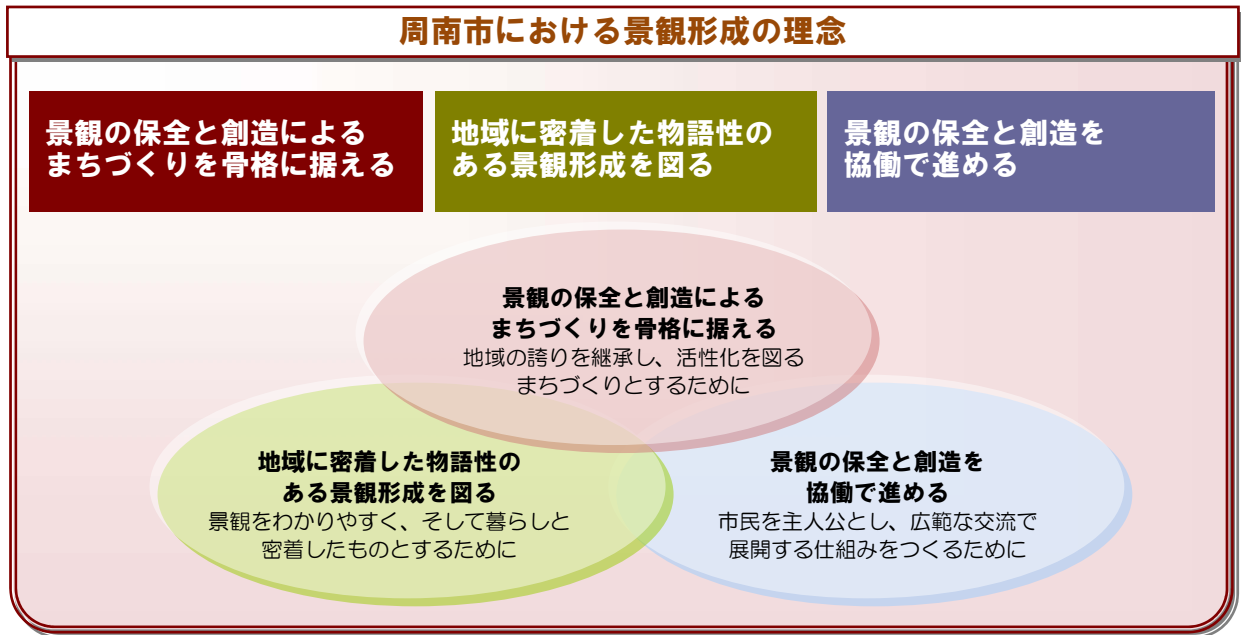 周南市における景観形成の理念
景観の保全と創造による
まちづくりを骨格に据える
地域に密着した物語性の
ある景観形成を図る
景観の保全と創造を
協働で進める
景観の保全と創造による
まちづくりを骨格に据える
地域の誇りを継承し、活性化を図る
まちづくりとするために
地域に密着した物語性の
ある景観形成を図る
景観をわかりやすく、そして暮らしと
密着したものとするために
景観の保全と創造を
協働で進める
市民を主人公とし、広範な交流で
展開する仕組みをつくるために